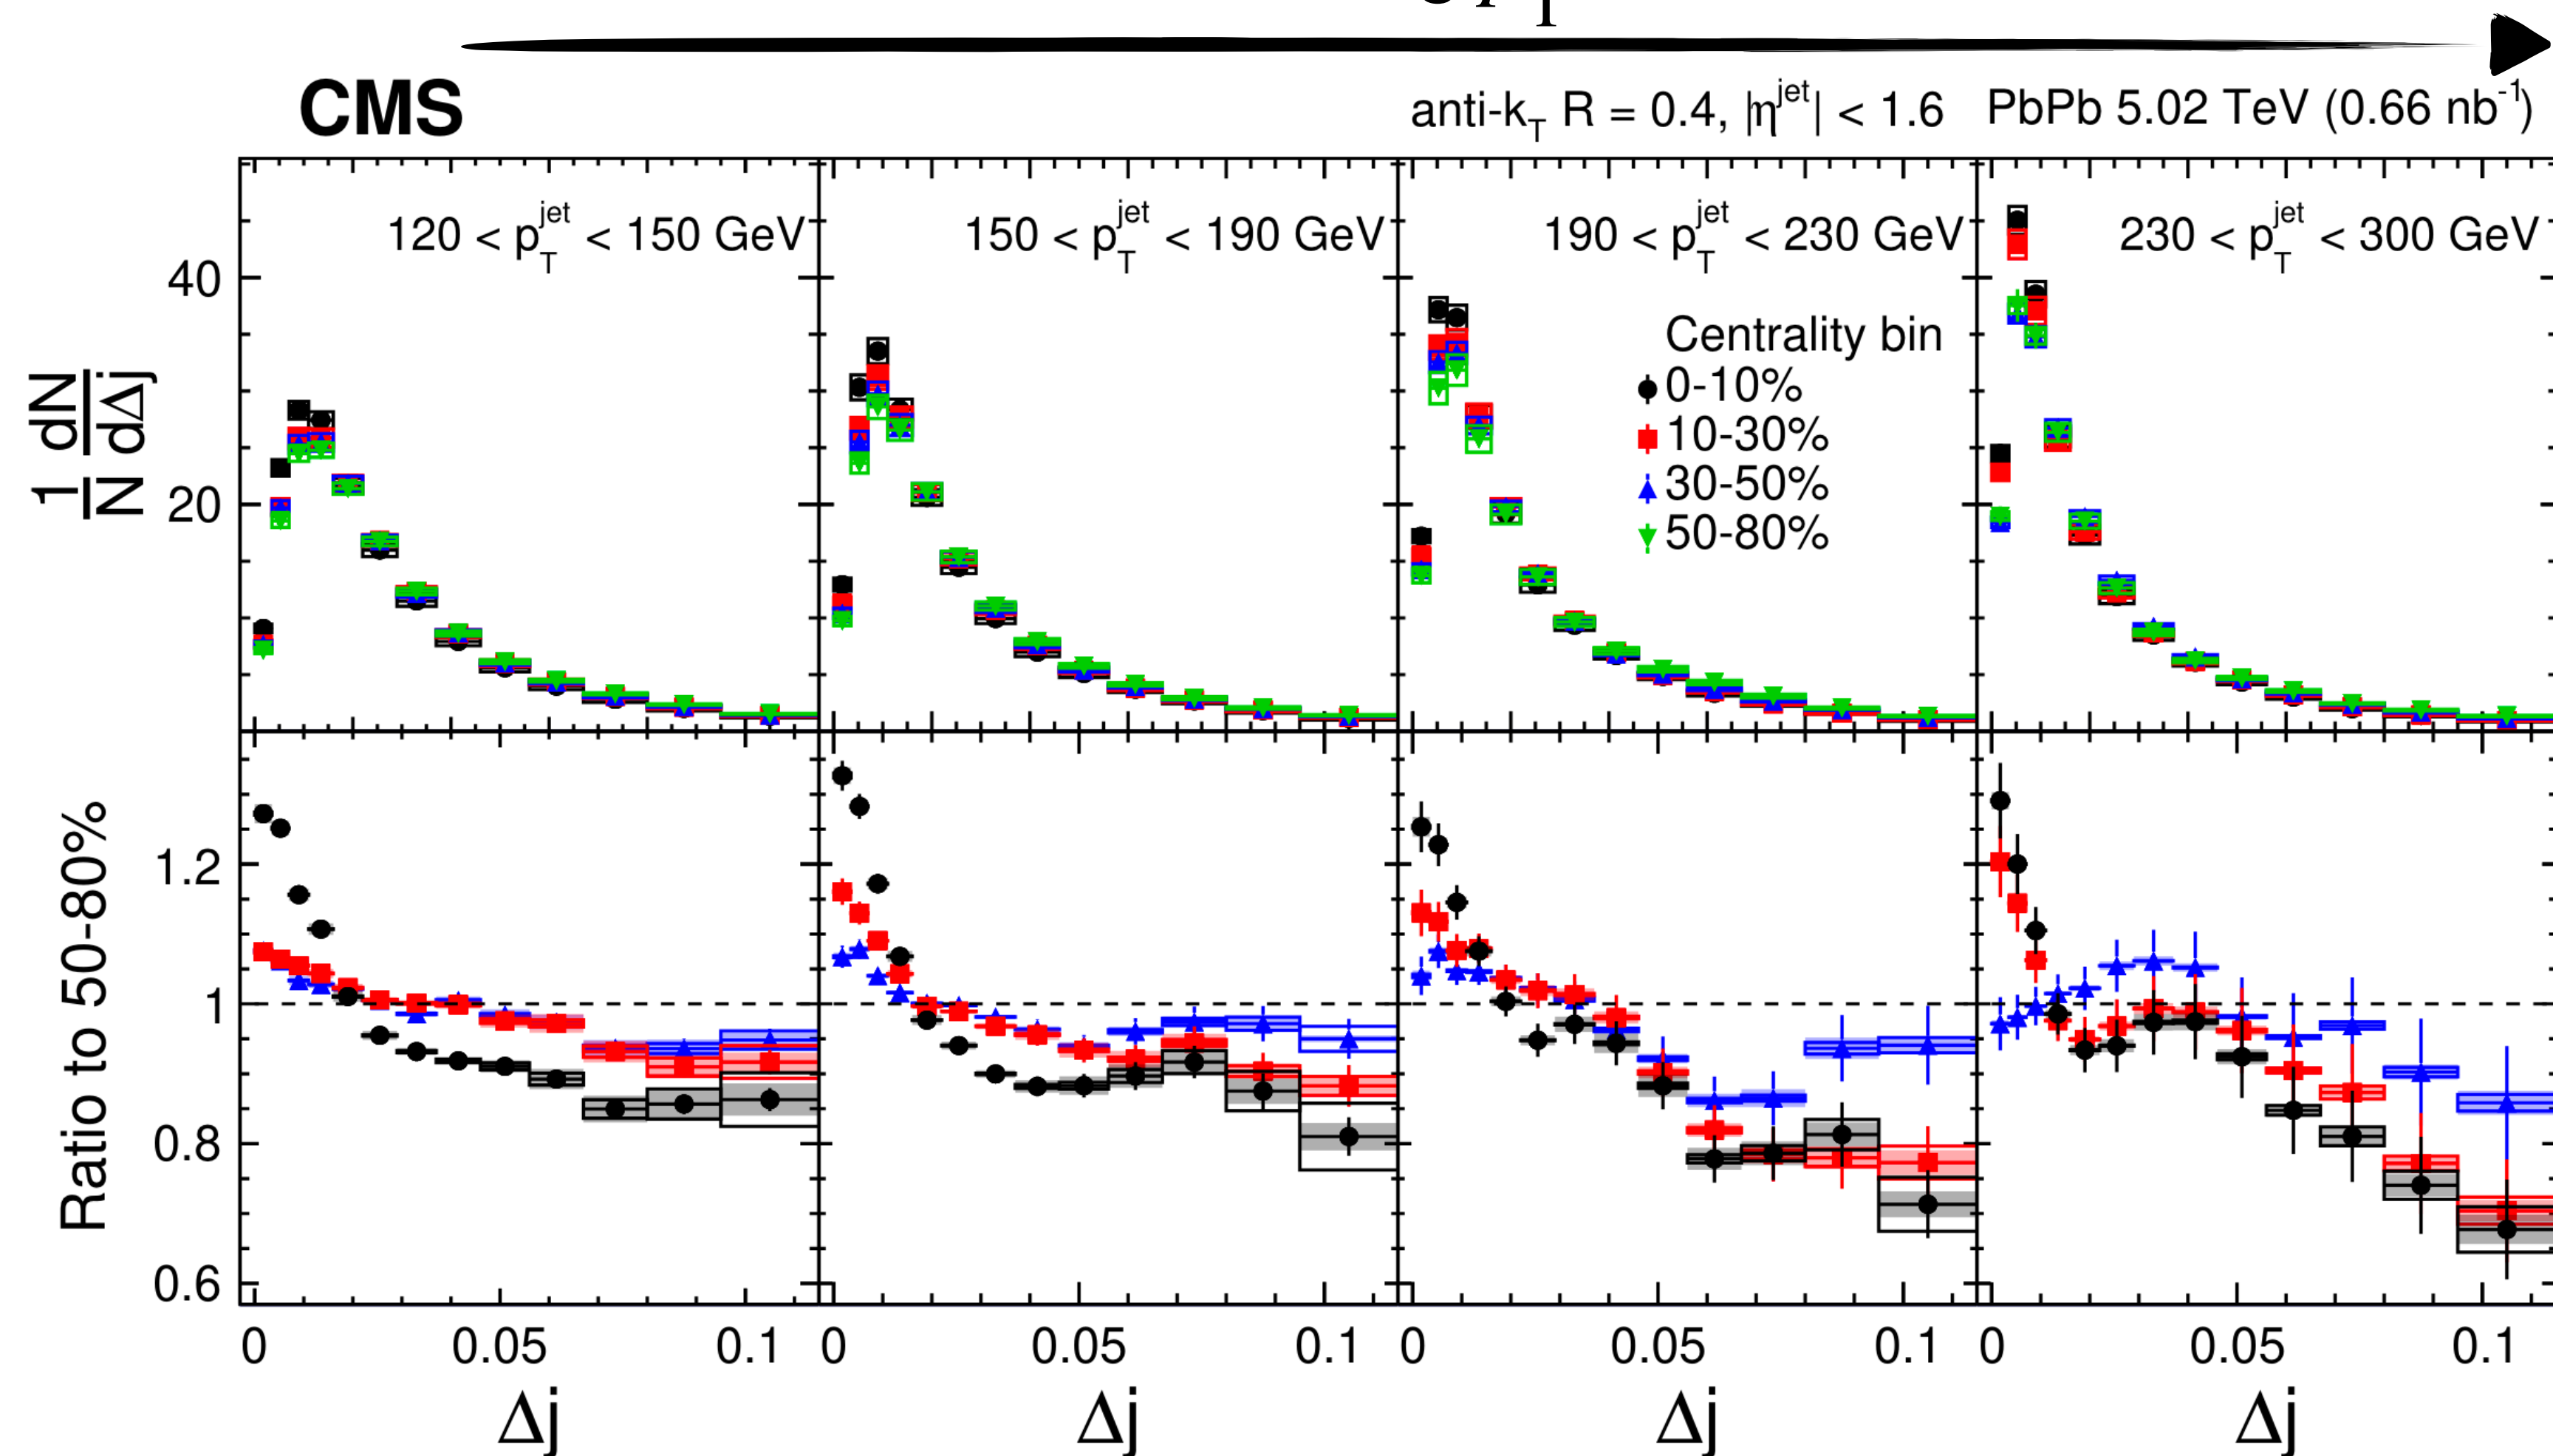 CMS
anti-k_T R = 0.4, |η^jet| < 1.6 PbPb 5.02 TeV (0.66 nb^-1)
120 < p_T^jet < 150 GeV
150 < p_T^jet < 190 GeV
190 < p_T^jet < 230 GeV
230 < p_T^jet < 300 GeV
Centrality bin
0-10%
10-30%
30-50%
50-80%
1/N dN/dΔj
40
20
Ratio to 50-80%
1.2
1
0.8
0.6
0 0.05 0.1 0 0.05 0.1 0 0.05 0.1 0 0.05 0.1
Δj Δj Δj Δj